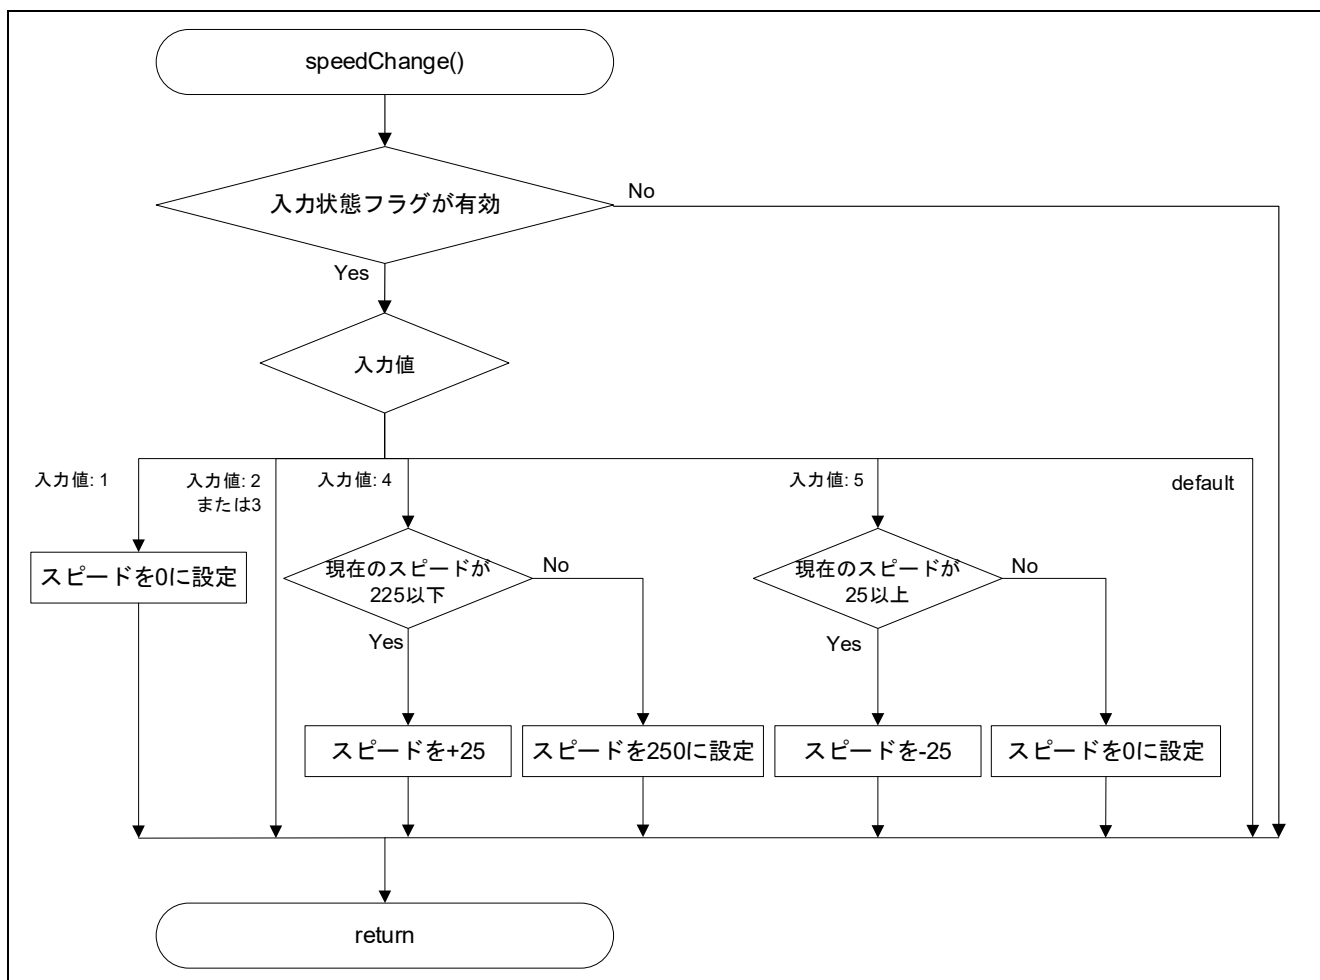 speedChange()
入力状態フラグが有効
No
Yes
入力値
入力値: 1
入力値: 2
または3
入力値: 4
入力値: 5
default
スピードを0に設定
現在のスピードが
225以下
No
Yes
現在のスピードが
25以上
No
Yes
スピードを+25
スピードを250に設定
スピードを-25
スピードを0に設定
return